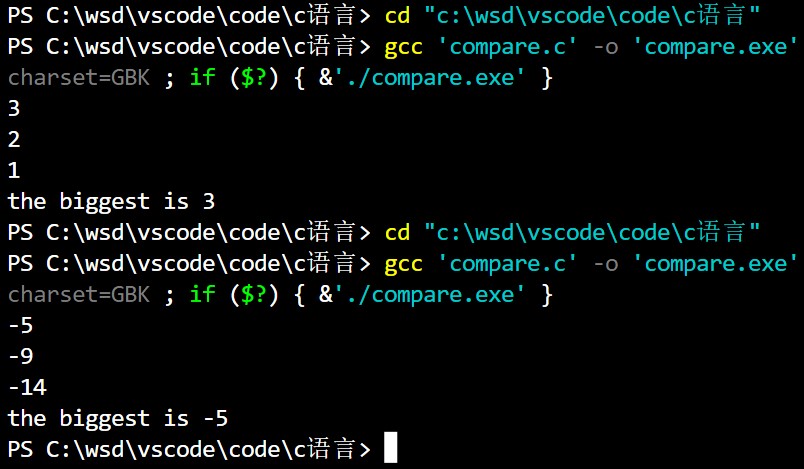 PS C:\wsd\vscode\code\c语言> cd "c:\wsd\vscode\code\c语言"
PS C:\wsd\vscode\code\c语言> gcc 'compare.c' -o 'compare.exe'
charset=GBK ; if ($?) { &'./compare.exe' }
3
2
1
the biggest is 3
PS C:\wsd\vscode\code\c语言> cd "c:\wsd\vscode\code\c语言"
PS C:\wsd\vscode\code\c语言> gcc 'compare.c' -o 'compare.exe'
charset=GBK ; if ($?) { &'./compare.exe' }
-5
-9
-14
the biggest is -5
PS C:\wsd\vscode\code\c语言>